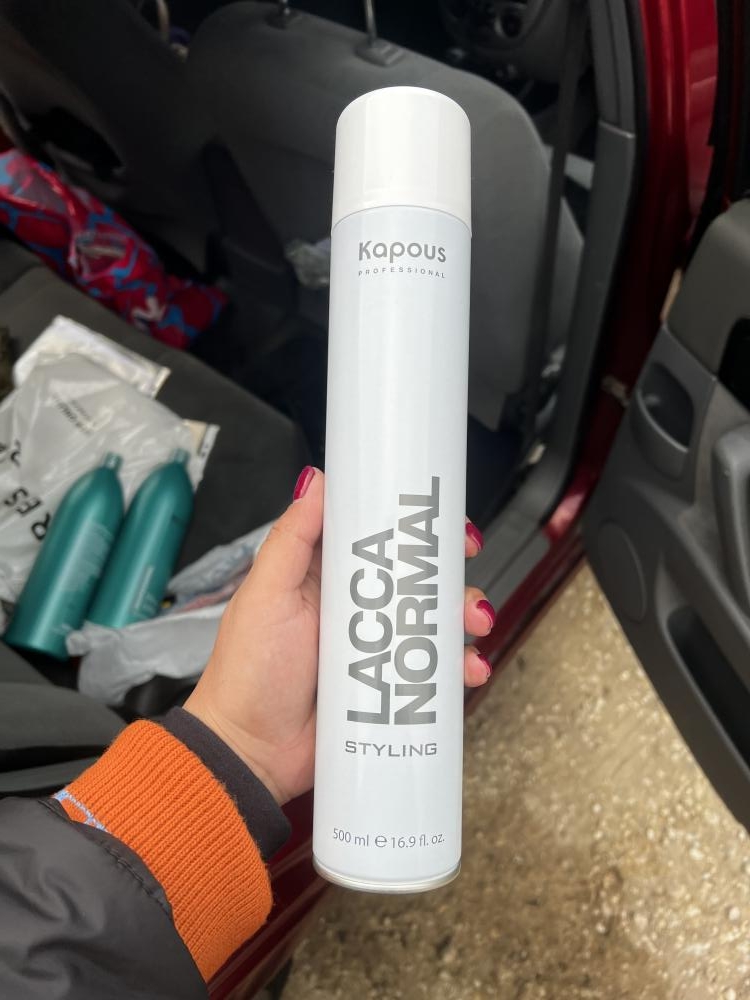 Kapous
PROFESSIONAL
LACCA
NORMAL
STYLING
500 ml ℮ 16.9 fl. oz.